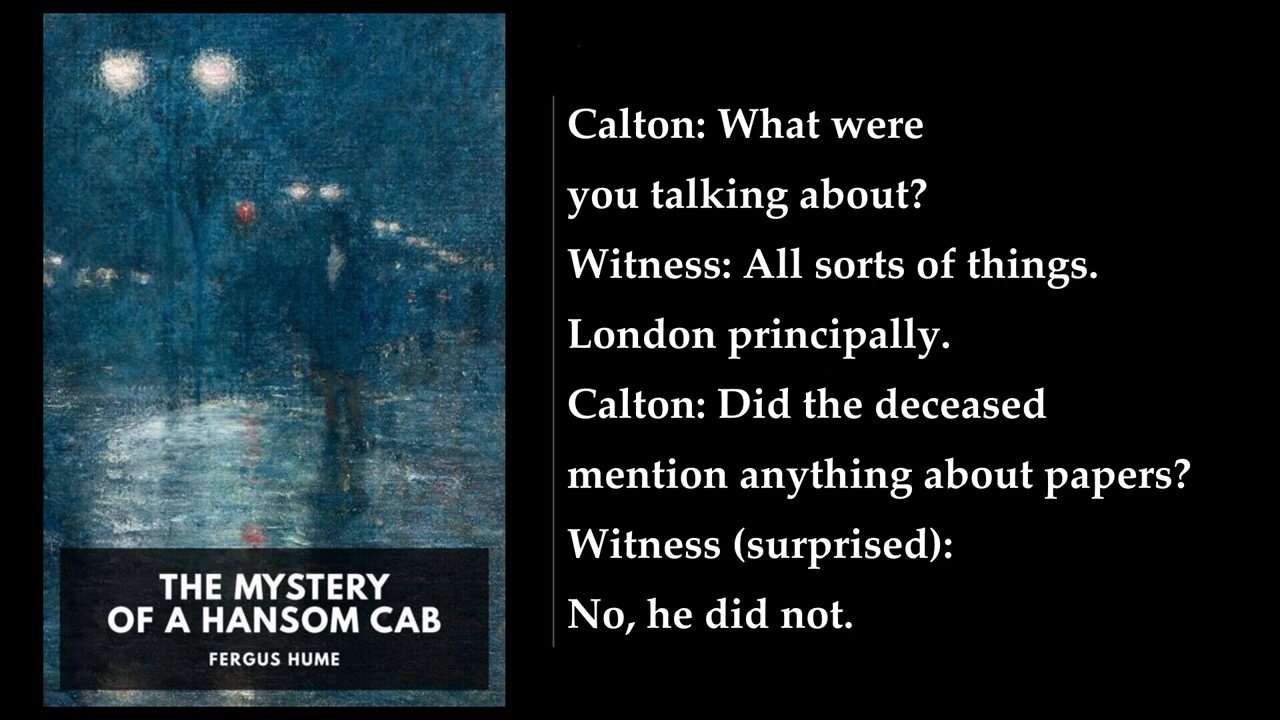 Calton: What were
you talking about?
Witness: All sorts of things.
London principally.
Calton: Did the deceased
mention anything about papers?
Witness (surprised):
No, he did not.
THE MYSTERY
OF A HANSOM CAB
FERGUS HUME